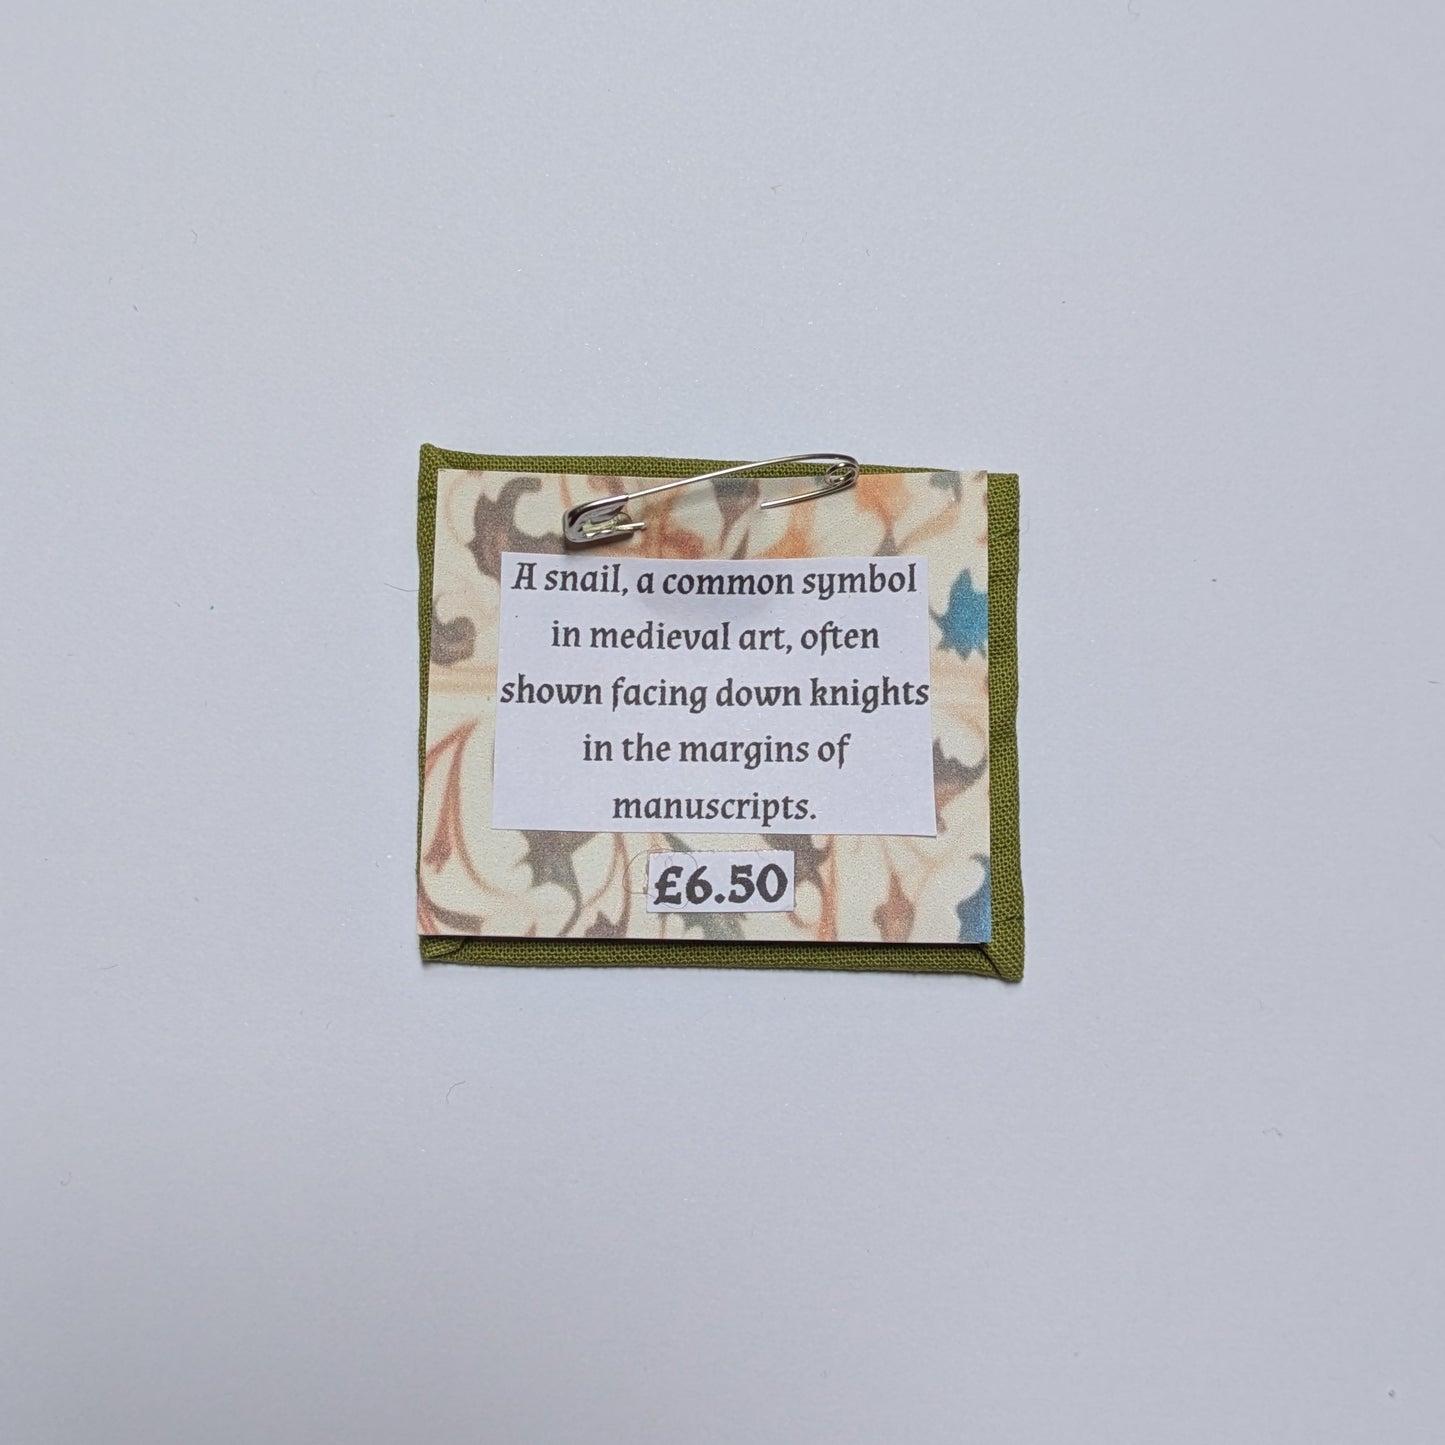 A snail, a common symbol
in medieval art, often
shown facing down knights
in the margins of
manuscripts.
£6.50